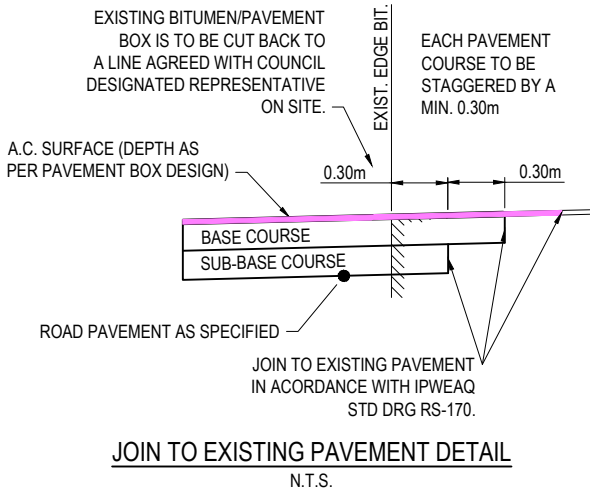 EXISTING BITUMEN/PAVEMENT
BOX IS TO BE CUT BACK TO
A LINE AGREED WITH COUNCIL
DESIGNATED REPRESENTATIVE
ON SITE.
EXIST. EDGE BIT.
EACH PAVEMENT
COURSE TO BE
STAGGERED BY A
MIN. 0.30m
A.C. SURFACE (DEPTH AS
PER PAVEMENT BOX DESIGN)
0.30m
0.30m
BASE COURSE
SUB-BASE COURSE
ROAD PAVEMENT AS SPECIFIED
JOIN TO EXISTING PAVEMENT
IN ACORDANCE WITH IPWEAQ
STD DRG RS-170.
JOIN TO EXISTING PAVEMENT DETAIL
N.T.S.